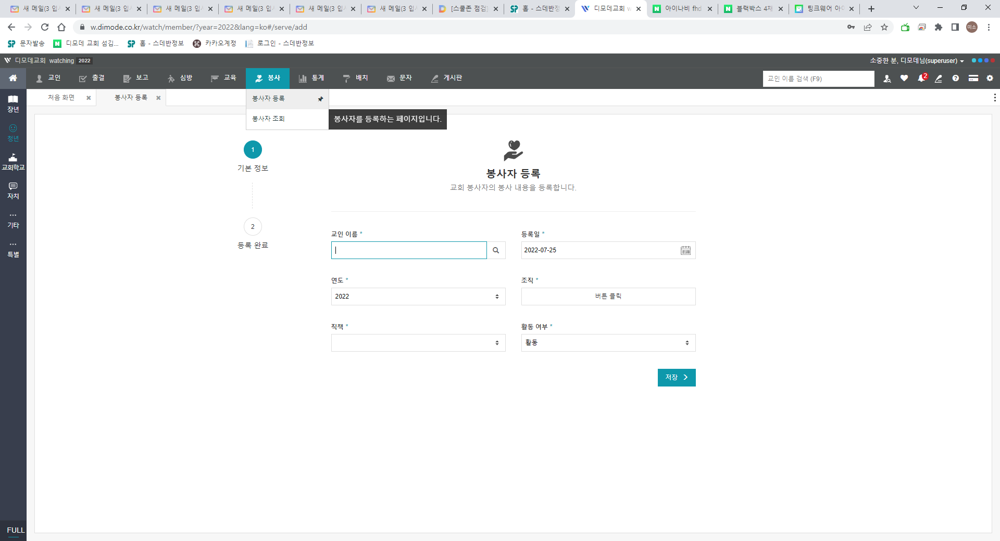 새 메일(3 입
새 메일(3 입
새 메일(3 입
새 메일(3 입
새 메일(3 입
새 메일(3 입
[스쿨존 점검]
홈 - 스데반정
디모데교회 w
아이나비 fhd
블랙박스 4채
팅크웨어 아이
w.dimode.co.kr/watch/member/?year=2022&lang=ko#/serve/add
미소
문자발송
디모데 교회 섬김...
홈 - 스데반정보
카카오계정
로그인 - 스데반정보
디모데교회 watching 2022
소중한 분, 디모데님(superuser)
교인
출결
보고
심방
교육
봉사
통계
배치
문자
게시판
교인 이름 검색 (F9)
2
처음 화면
봉사자 등록
봉사자 등록
봉사자 조회
봉사자를 등록하는 페이지입니다.
장년
청년
교회학교
자치
기타
특별
FULL
1
기본 정보
2
등록 완료
봉사자 등록
교회 봉사자의 봉사 내용을 등록합니다.
교인 이름 *
등록일 *
2022-07-25
연도 *
2022
조직 *
버튼 클릭
직책 *
활동 여부 *
활동
저장